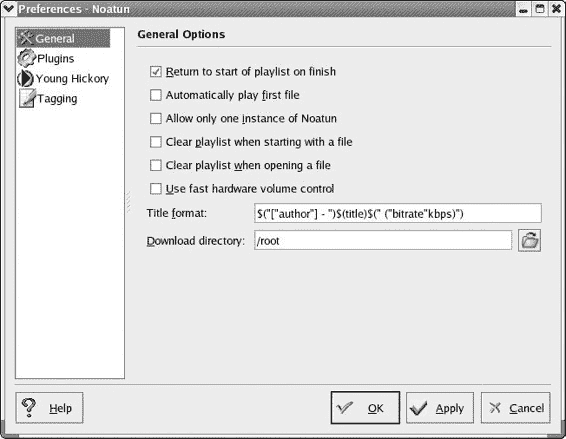 Preferences - Noatun
General
Plugins
Young Hickory
Tagging
General Options
Return to start of playlist on finish
Automatically play first file
Allow only one instance of Noatun
Clear playlist when starting with a file
Clear playlist when opening a file
Use fast hardware volume control
Title format: $("["author"] - ")$(title)$(" ("bitrate"kbps)")
Download directory: /root
Help OK Apply Cancel